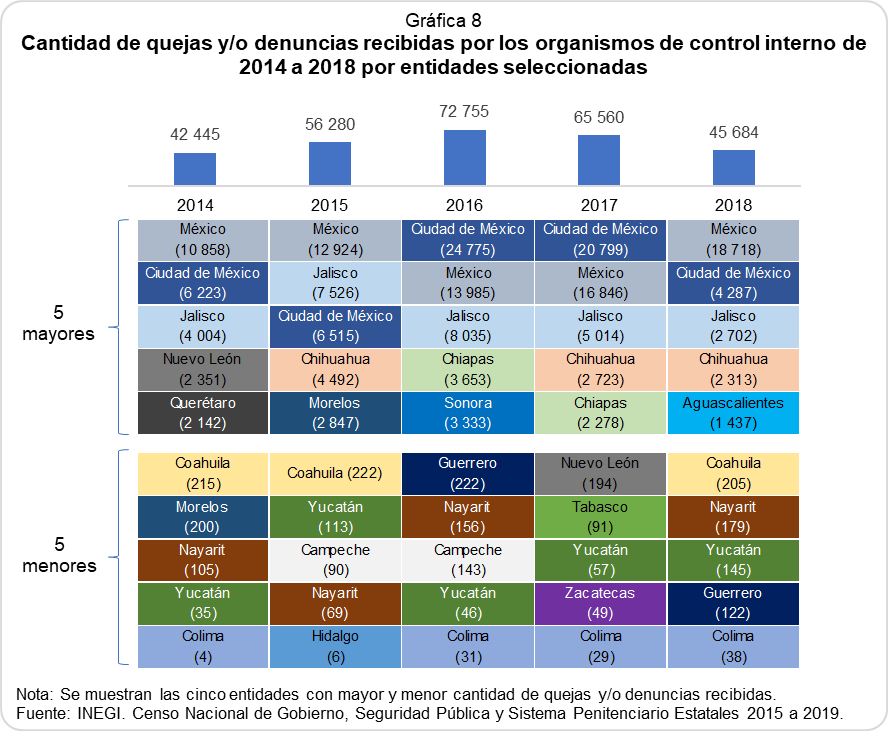 Gráfica 8
Cantidad de quejas y/o denuncias recibidas por los organismos de control interno de
2014 a 2018 por entidades seleccionadas
42 445
56 280
72 755
65 560
45 684
2014
2015
2016
2017
2018
5
mayores
México
(10 858)
México
(12 924)
Ciudad de México
(24 775)
Ciudad de México
(20 799)
México
(18 718)
Ciudad de México
(6 223)
Jalisco
(7 526)
México
(13 985)
México
(16 846)
Ciudad de México
(4 287)
Jalisco
(4 004)
Ciudad de México
(6 515)
Jalisco
(8 035)
Jalisco
(5 014)
Jalisco
(2 702)
Nuevo León
(2 351)
Chihuahua
(4 492)
Chiapas
(3 653)
Chihuahua
(2 723)
Chihuahua
(2 313)
Querétaro
(2 142)
Morelos
(2 847)
Sonora
(3 333)
Chiapas
(2 278)
Aguascalientes
(1 437)
5
menores
Coahuila
(215)
Coahuila (222)
Guerrero
(222)
Nuevo León
(194)
Coahuila
(205)
Morelos
(200)
Yucatán
(113)
Nayarit
(156)
Tabasco
(91)
Nayarit
(179)
Nayarit
(105)
Campeche
(90)
Campeche
(143)
Yucatán
(57)
Yucatán
(145)
Yucatán
(35)
Nayarit
(69)
Yucatán
(46)
Zacatecas
(49)
Guerrero
(122)
Colima
(4)
Hidalgo
(6)
Colima
(31)
Colima
(29)
Colima
(38)
Nota: Se muestran las cinco entidades con mayor y menor cantidad de quejas y/o denuncias recibidas.
Fuente: INEGI. Censo Nacional de Gobierno, Seguridad Pública y Sistema Penitenciario Estatales 2015 a 2019.